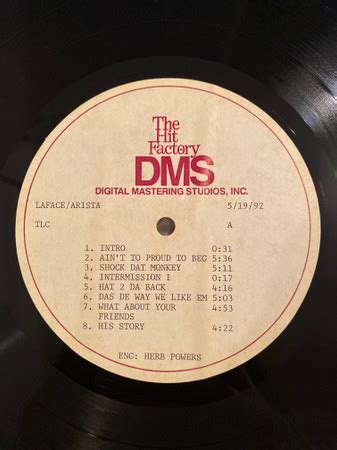 The
Hit
Factory
DMS
DIGITAL MASTERING STUDIOS, INC.
LAFACE/ARISTA 5/19/92
TLC A
1. INTRO 0:31
2. AIN'T TO PROUD TO BEG 5:36
3. SHOCK DAT MONKEY 5:11
4. INTERMISSION I 0:24
5. HAT 2 DA BACK 4:16
6. DAS DE WAY WE LIKE EM 5:03
7. WHAT ABOUT YOUR 4:53
FRIENDS
8. HIS STORY 4:22
ENG: HERB POWERS